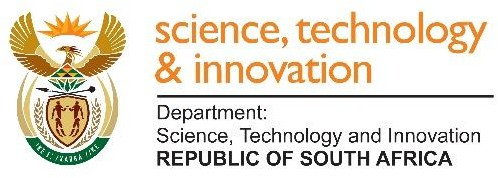 science, technology
& innovation
Department:
Science, Technology and Innovation
REPUBLIC OF SOUTH AFRICA